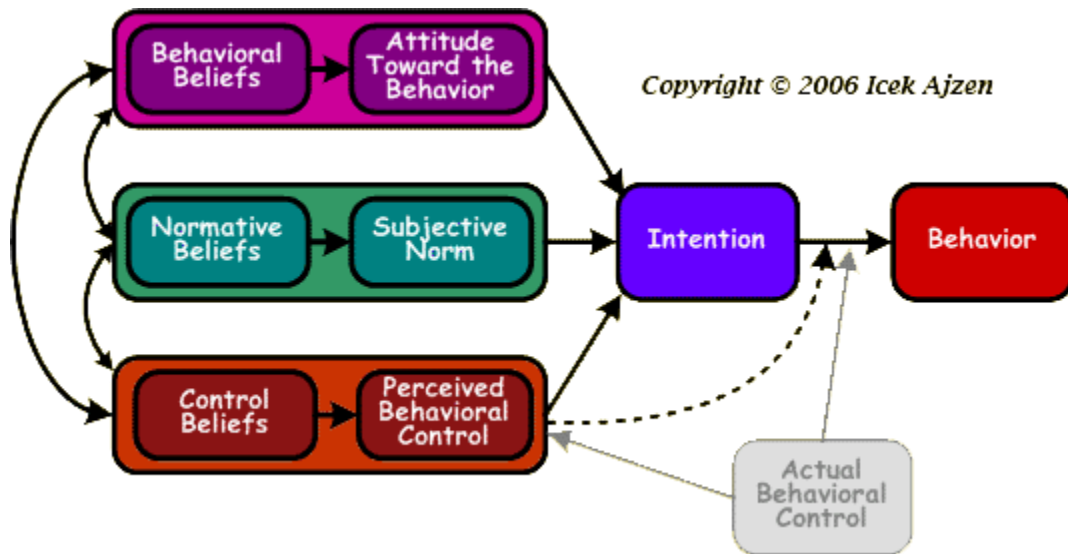 Behavioral
Beliefs
Attitude
Toward the
Behavior
Copyright © 2006 Icek Ajzen
Normative
Beliefs
Subjective
Norm
Intention
Behavior
Control
Beliefs
Perceived
Behavioral
Control
Actual
Behavioral
Control